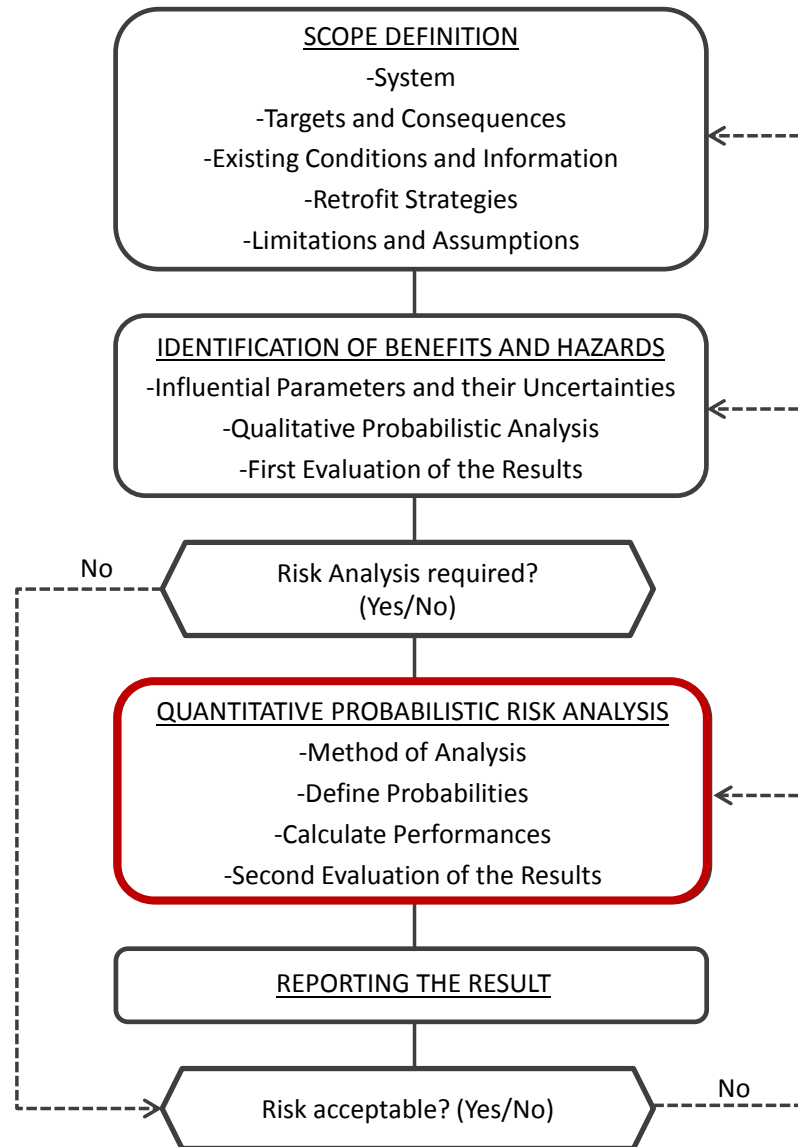 SCOPE DEFINITION
-System
-Targets and Consequences
-Existing Conditions and Information
-Retrofit Strategies
-Limitations and Assumptions
IDENTIFICATION OF BENEFITS AND HAZARDS
-Influential Parameters and their Uncertainties
-Qualitative Probabilistic Analysis
-First Evaluation of the Results
No
Risk Analysis required?
(Yes/No)
QUANTITATIVE PROBABILISTIC RISK ANALYSIS
-Method of Analysis
-Define Probabilities
-Calculate Performances
-Second Evaluation of the Results
REPORTING THE RESULT
Risk acceptable? (Yes/No)
No